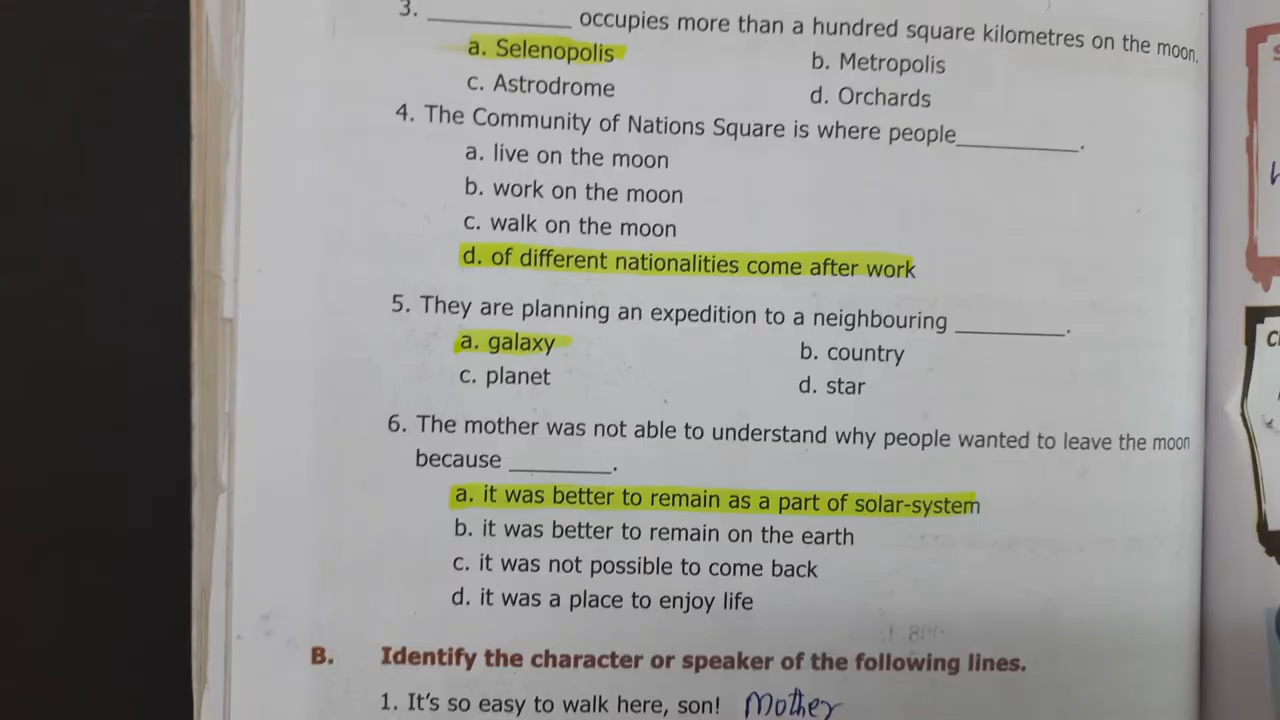 3. __________ occupies more than a hundred square kilometres on the moon.
a. Selenopolis b. Metropolis
c. Astrodrome d. Orchards
4. The Community of Nations Square is where people__________.
a. live on the moon
b. work on the moon
c. walk on the moon
d. of different nationalities come after work
5. They are planning an expedition to a neighbouring __________.
a. galaxy b. country
c. planet d. star
6. The mother was not able to understand why people wanted to leave the moon
because __________.
a. it was better to remain as a part of solar-system
b. it was better to remain on the earth
c. it was not possible to come back
d. it was a place to enjoy life
B. Identify the character or speaker of the following lines.
1. It's so easy to walk here, son! Mother